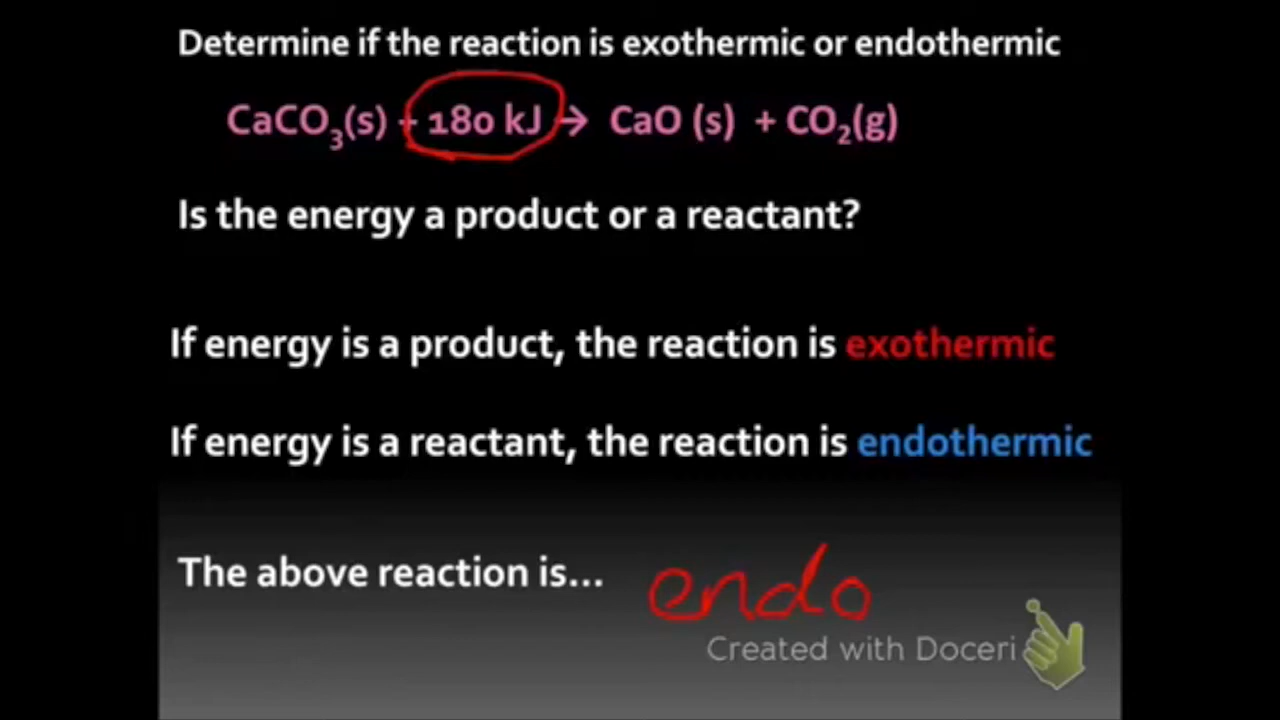 Determine if the reaction is exothermic or endothermic
CaCO₃(s) + 180 kJ → CaO (s) + CO₂(g)
Is the energy a product or a reactant?
If energy is a product, the reaction is exothermic
If energy is a reactant, the reaction is endothermic
The above reaction is... endo
Created with Doceri